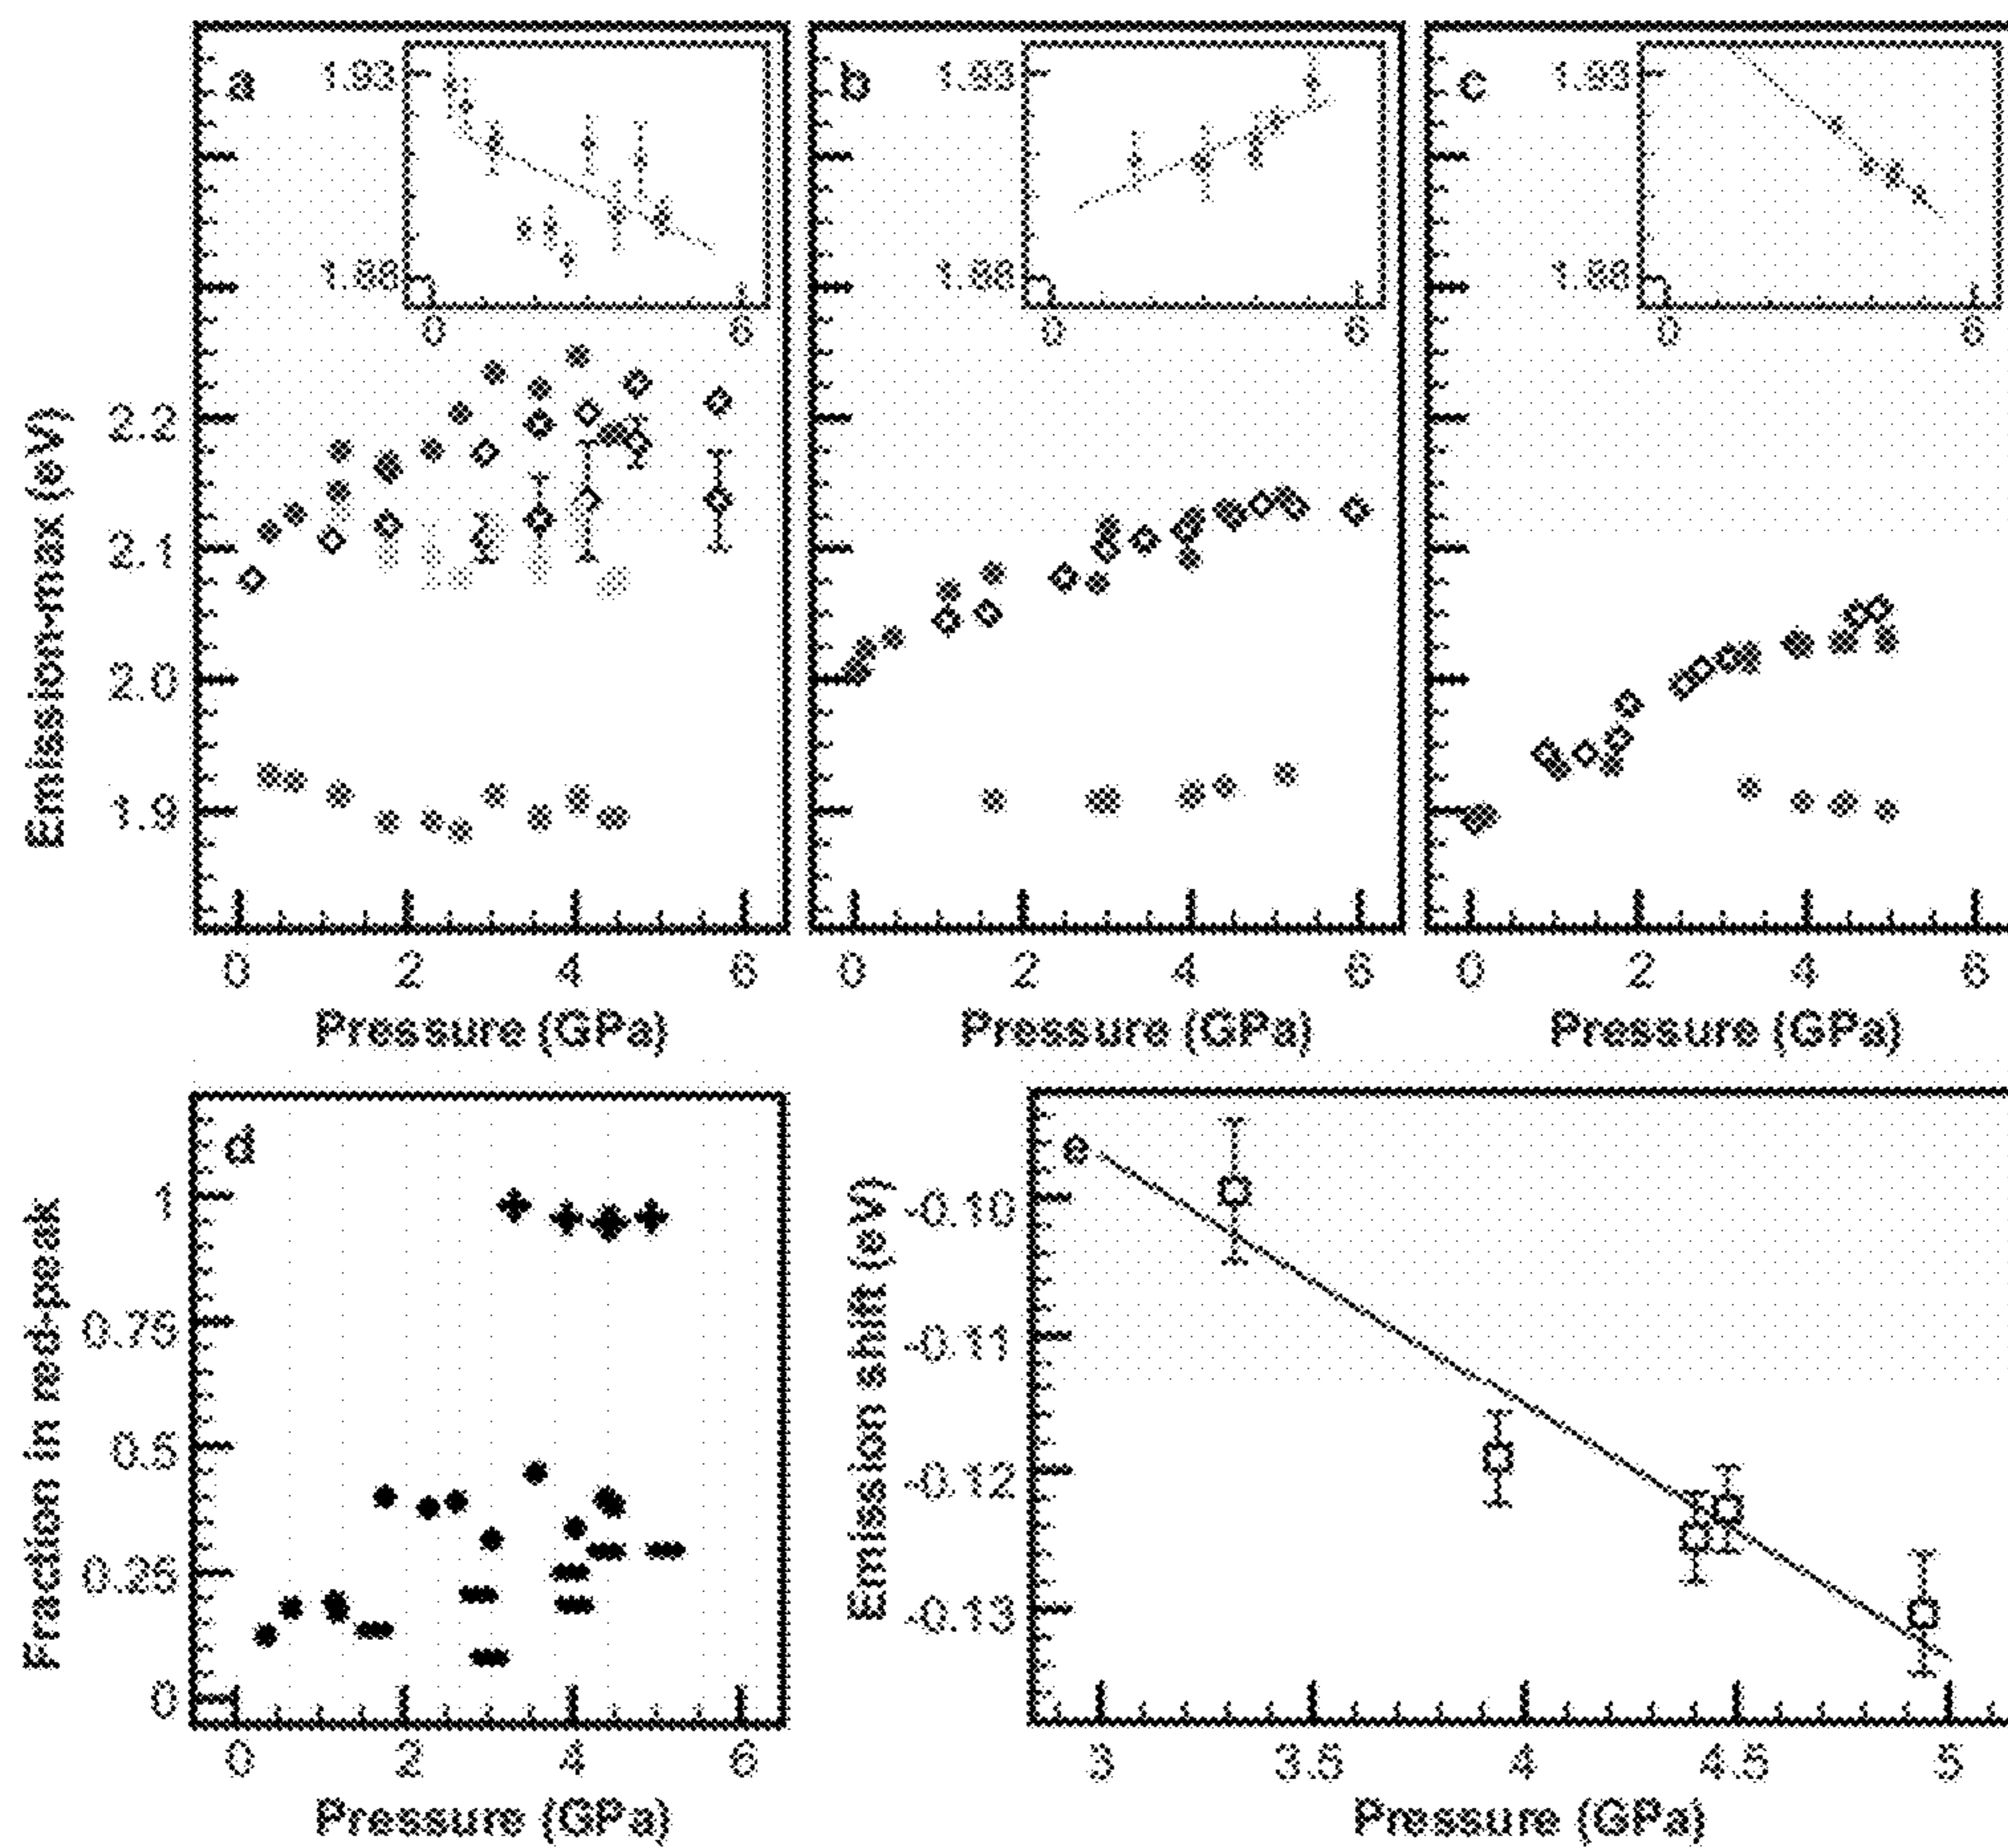 a
1.93
1.88
0 6
b
1.93
1.88
0 6
c
1.93
1.88
0 6
Emission-max (eV)
2.2
2.1
2.0
1.9
0 2 4 6
0 2 4 6
0 2 4 6
Pressure (GPa)
Pressure (GPa)
Pressure (GPa)
d
Fraction in red-peak
1
0.75
0.5
0.25
0
0 2 4 6
Pressure (GPa)
e
Emission shift (eV)
-0.10
-0.11
-0.12
-0.13
3 3.5 4 4.5 5
Pressure (GPa)